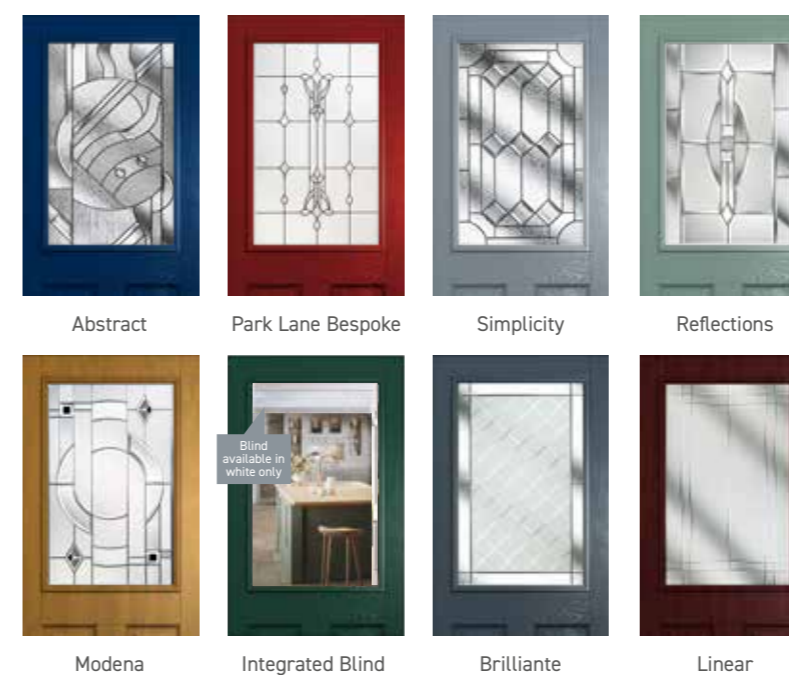 Abstract
Park Lane Bespoke
Simplicity
Reflections
Blind
available in
white only
Modena
Integrated Blind
Brilliante
Linear